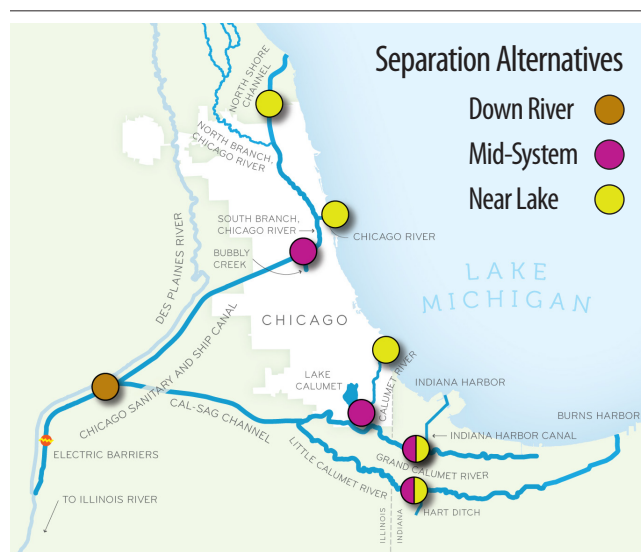 Separation Alternatives
Down River
Mid-System
Near Lake
NORTH SHORE
CHANNEL
NORTH BRANCH,
CHICAGO RIVER
SOUTH BRANCH,
CHICAGO RIVER
CHICAGO RIVER
BUBBLY
CREEK
DES PLAINES RIVER
LAKE
MICHIGAN
CHICAGO
CHICAGO SANITARY AND SHIP CANAL
LAKE
CALUMET
CALUMET RIVER
INDIANA HARBOR
CAL-SAG CHANNEL
BURNS HARBOR
INDIANA HARBOR CANAL
ELECTRIC BARRIERS
GRAND CALUMET RIVER
LITTLE CALUMET RIVER
TO ILLINOIS RIVER
ILLINOIS
INDIANA
HART DITCH